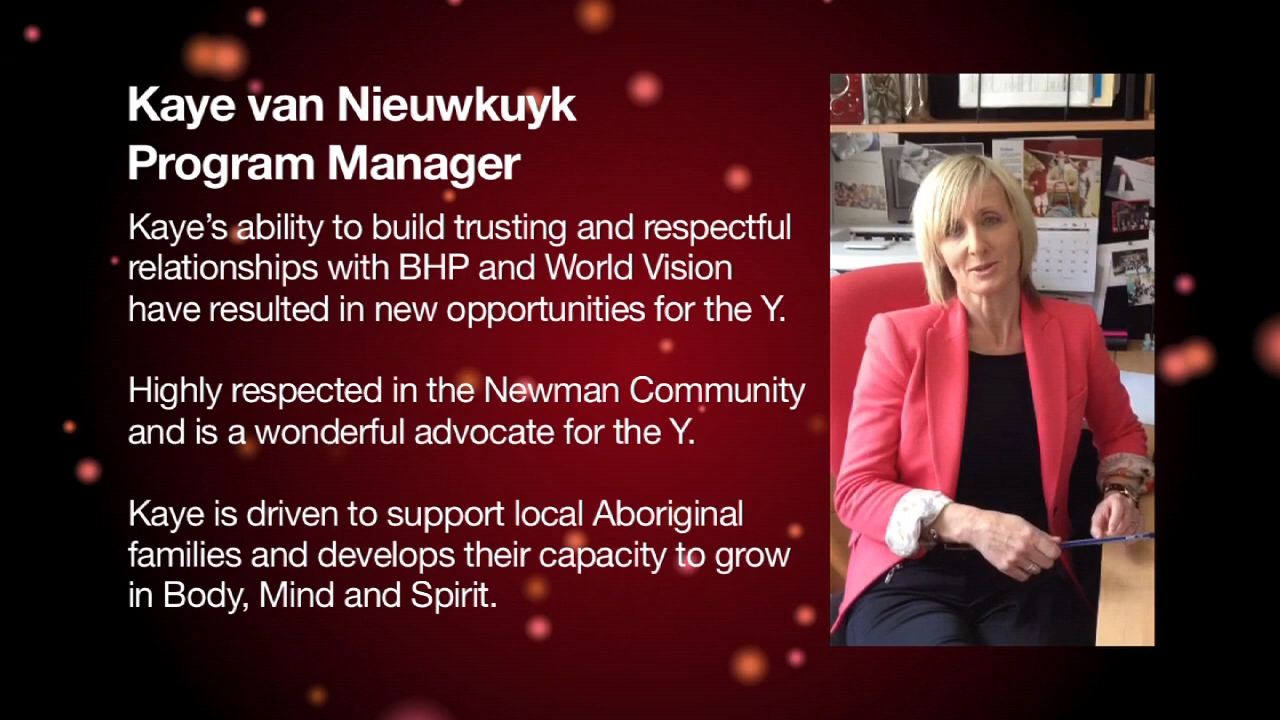 Kaye van Nieuwkuyk
Program Manager
Kaye’s ability to build trusting and respectful
relationships with BHP and World Vision
have resulted in new opportunities for the Y.
Highly respected in the Newman Community
and is a wonderful advocate for the Y.
Kaye is driven to support local Aboriginal
families and develops their capacity to grow
in Body, Mind and Spirit.